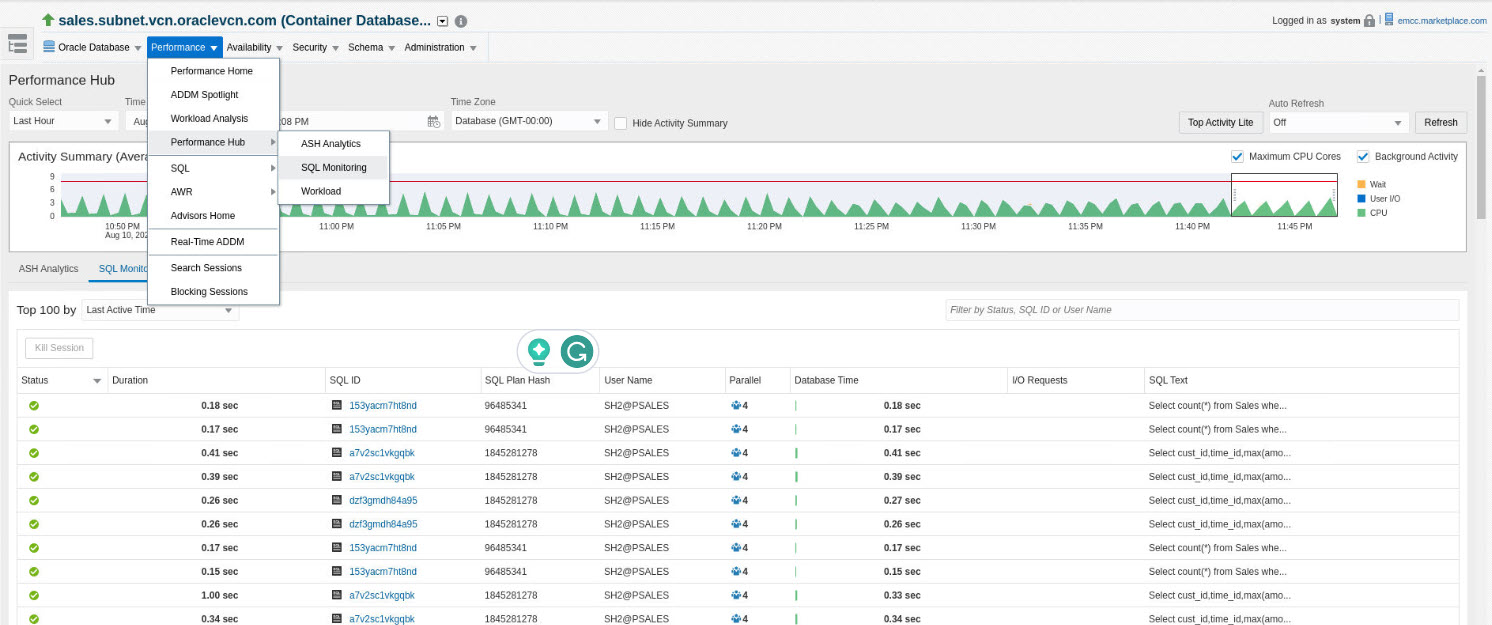 sales.subnet.vcn.oraclevcn.com (Container Database...
Logged in as system
emcc.marketplace.com
Oracle Database Performance Availability Security Schema Administration
Performance Home
ADDM Spotlight
Workload Analysis
Performance Hub
SQL
AWR
Advisors Home
Real-Time ADDM
Search Sessions
Blocking Sessions
ASH Analytics
SQL Monitoring
Workload
Performance Hub
Quick Select
Last Hour
Time
Aug
:08 PM
Time Zone
Database (GMT-00:00)
Hide Activity Summary
Top Activity Lite
Auto Refresh
Off
Refresh
Activity Summary (Avera
Maximum CPU Cores
Background Activity
9
6
3
0
10:50 PM 11:00 PM 11:05 PM 11:10 PM 11:15 PM 11:20 PM 11:25 PM 11:30 PM 11:35 PM 11:40 PM 11:45 PM
Aug 10, 202
Wait
User I/O
CPU
ASH Analytics SQL Monito
Top 100 by Last Active Time
Filter by Status, SQL ID or User Name
Kill Session
G
Status Duration SQL ID SQL Plan Hash User Name Parallel Database Time I/O Requests SQL Text
0.18 sec 153yacm7ht8nd 96485341 SH2@PSALES 4 0.18 sec Select count(*) from Sales whe...
0.17 sec 153yacm7ht8nd 96485341 SH2@PSALES 4 0.17 sec Select count(*) from Sales whe...
0.41 sec a7v2sc1vkgqbk 1845281278 SH2@PSALES 4 0.41 sec Select cust_id,time_id,max(amo...
0.39 sec a7v2sc1vkgqbk 1845281278 SH2@PSALES 4 0.39 sec Select cust_id,time_id,max(amo...
0.26 sec dzf3gmdh84a95 1845281278 SH2@PSALES 4 0.27 sec Select cust_id,time_id,max(amo...
0.26 sec dzf3gmdh84a95 1845281278 SH2@PSALES 4 0.26 sec Select cust_id,time_id,max(amo...
0.17 sec 153yacm7ht8nd 96485341 SH2@PSALES 4 0.17 sec Select count(*) from Sales whe...
0.15 sec 153yacm7ht8nd 96485341 SH2@PSALES 4 0.15 sec Select count(*) from Sales whe...
1.00 sec a7v2sc1vkgqbk 1845281278 SH2@PSALES 4 0.33 sec Select cust_id,time_id,max(amo...
0.34 sec a7v2sc1vkgqbk 1845281278 SH2@PSALES 4 0.34 sec Select cust_id,time_id,max(amo...